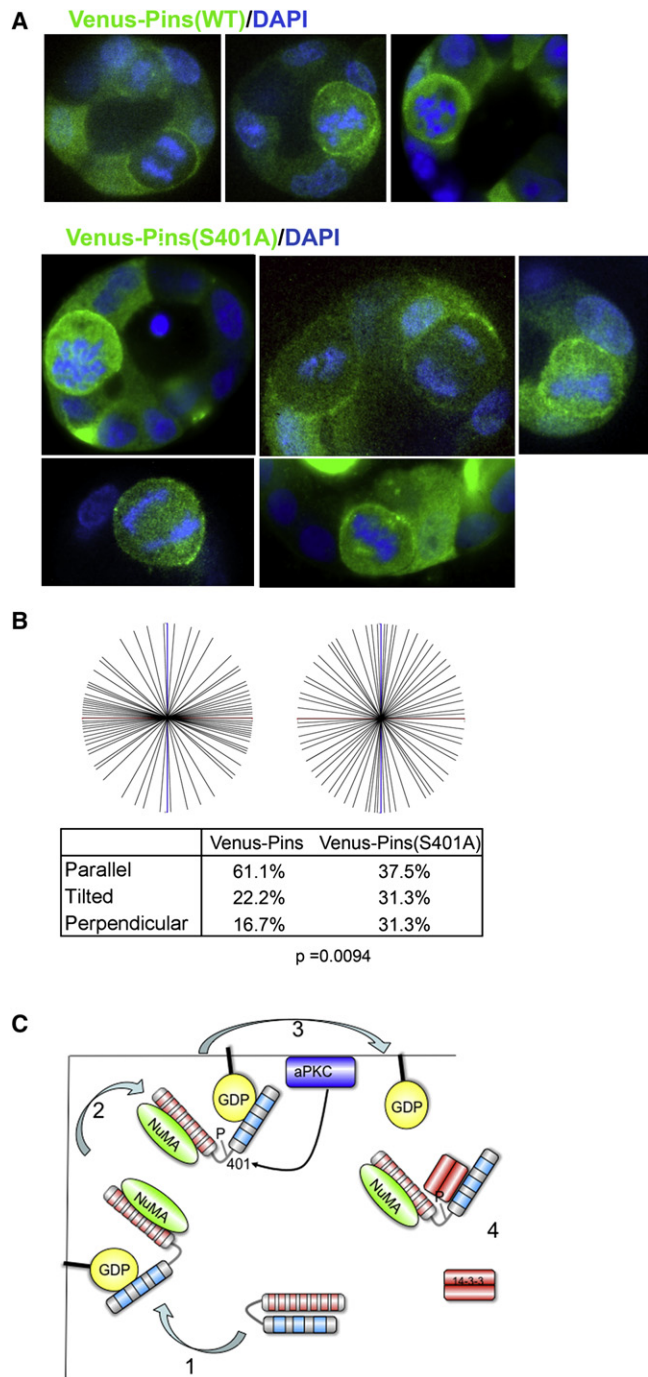 A
Venus-Pins(WT)/DAPI
Venus-Pins(S401A)/DAPI
B
Venus-Pins Venus-Pins(S401A)
Parallel 61.1% 37.5%
Tilted 22.2% 31.3%
Perpendicular 16.7% 31.3%
p =0.0094
C
3
aPKC
GDP
GDP
2
NuMA
P
401
NuMA
P
4
NuMA
GDP
14-3-3
1